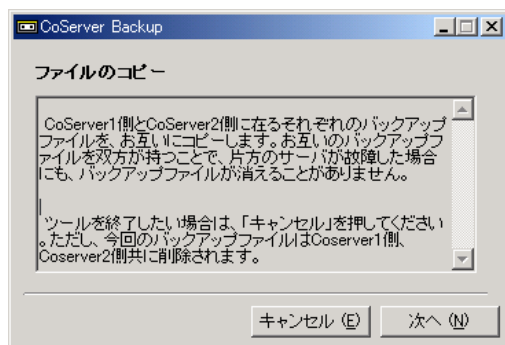 CoServer Backup
ファイルのコピー
CoServer1側とCoServer2側に在るそれぞれのバックアップ
ファイルを、お互いにコピーします。お互いのバックアップフ
ァイルを双方が持つことで、片方のサーバが故障した場合
にも、バックアップファイルが消えることがありません。
ツールを終了したい場合は、「キャンセル」を押してください
。ただし、今回のバックアップファイルはCoserver1側、
Coserver2側共に削除されます。
キャンセル (E) 次へ (N)